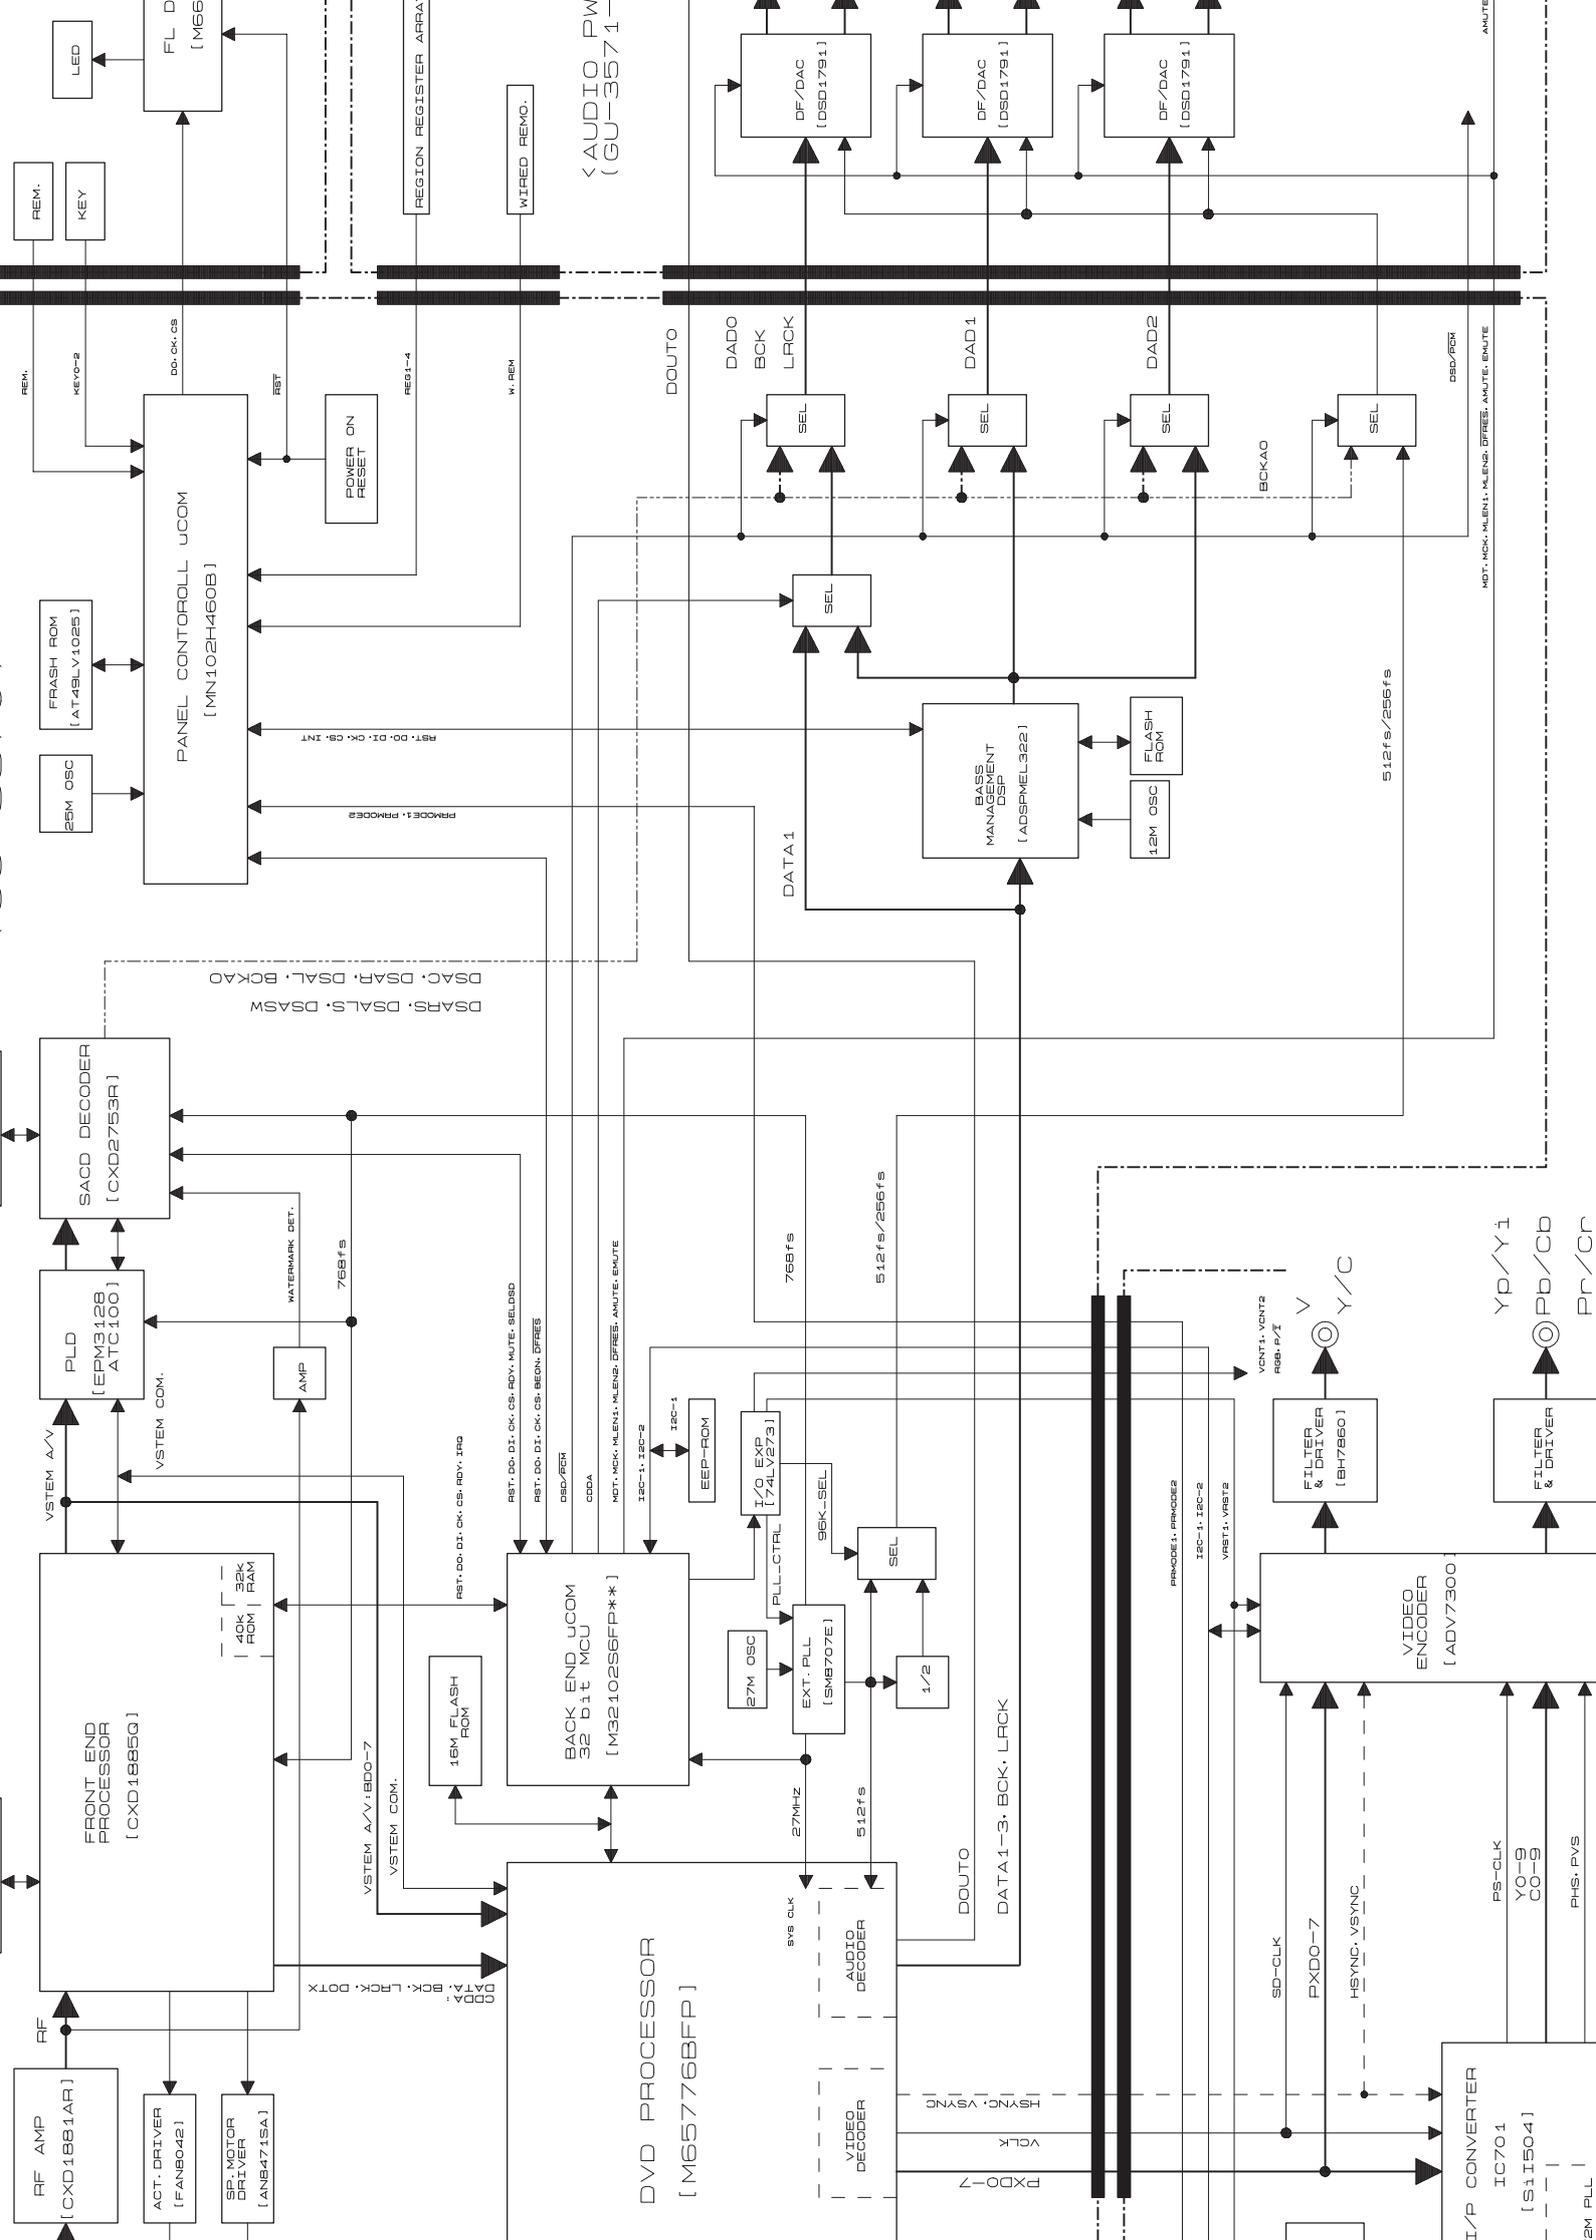 LED
REM.
KEY
REGION REGISTER ARRA
WIRED REMO.
<AUDIO PW
(GU-3571-
DF/DAC
[DSD1791]
DF/DAC
[DSD1791]
DF/DAC
[DSD1791]
REM.
KEY0-2
DO.CK.CS
RST
REG1-4
W.REM
DOUTO
DAD0
BCK
LRCK
DAD1
DAD2
DSD/PCM
MDT.MCK.MLEN1.MLEN2.DFRES.AMUTE.EMUTE
AMUTE
SEL
SEL
SEL
SEL
BCKAO
POWER ON
RESET
PANEL CONTOROLL uCOM
[MN102H460B]
FRASH ROM
[AT49LV1025]
25M OSC
RST.DO.DI.CK.CS.INT
PRMODE1.PRMODE2
SEL
512fs/256fs
BASS
MANAGEMENT
DSP
[ADSPMEL322]
FLASH
ROM
12M OSC
DATA1
DSAC.DSAR.DSAL.BCKAO
DSARS.DSALS.DSASW
SACD DECODER
[CXD2753R]
PLD
[EPM3128
ATC100]
WATERMARK DET.
768fs
AMP
VSTEM A/V
VSTEM COM.
RST.DO.DI.CK.CS.RDY.IRQ
RST.DO.DI.CK.CS.RDY.MUTE.SELDSD
RST.DO.DI.CK.CS.BEON.DFRES
DSD/PCM
CDDA
MDT.MCK.MLEN1.MLEN2.DFRES.AMUTE.EMUTE
I2C-1.I2C-2
I2C-1
EEP-ROM
I/O EXP
[74LV273]
PLL_CTRL
96K_SEL
SEL
768fs
512fs/256fs
FRONT END
PROCESSOR
[CXD1885Q]
40k
ROM
32k
RAM
BACK END uCOM
32 bit MCU
[M32102S6FP**]
16M FLASH
ROM
27M OSC
EXT.PLL
[SM8707E]
1/2
27MHz
512fs
VSTEM A/V:BD0-7
VSTEM COM.
CDDA:
DATA.BCK.LRCK.DOTX
RF
RF AMP
[CXD1881AR]
ACT.DRIVER
[FAN8042]
SP.MOTOR
DRIVER
[AN8471SA]
DVD PROCESSOR
[M65776BFP]
SYS CLK
AUDIO
DECODER
VIDEO
DECODER
DOUTO
DATA1-3.BCK.LRCK
HSYNC.VSYNC
VCLK
PXD0-7
PRMODE1.PRMODE2
I2C-1.I2C-2
VRST1.VRST2
VCNT1.VCNT2
RGB.P/I
V
Y/C
Yp/Yi
Pb/Cb
Pr/Cr
FILTER
& DRIVER
[BH7860]
FILTER
& DRIVER
VIDEO
ENCODER
[ADV7300]
SD-CLK
PXD0-7
HSYNC.VSYNC
PS-CLK
Y0-9
C0-9
PHS.PVS
I/P CONVERTER
IC701
[SiI504]
2M PLL
FL D
[M66